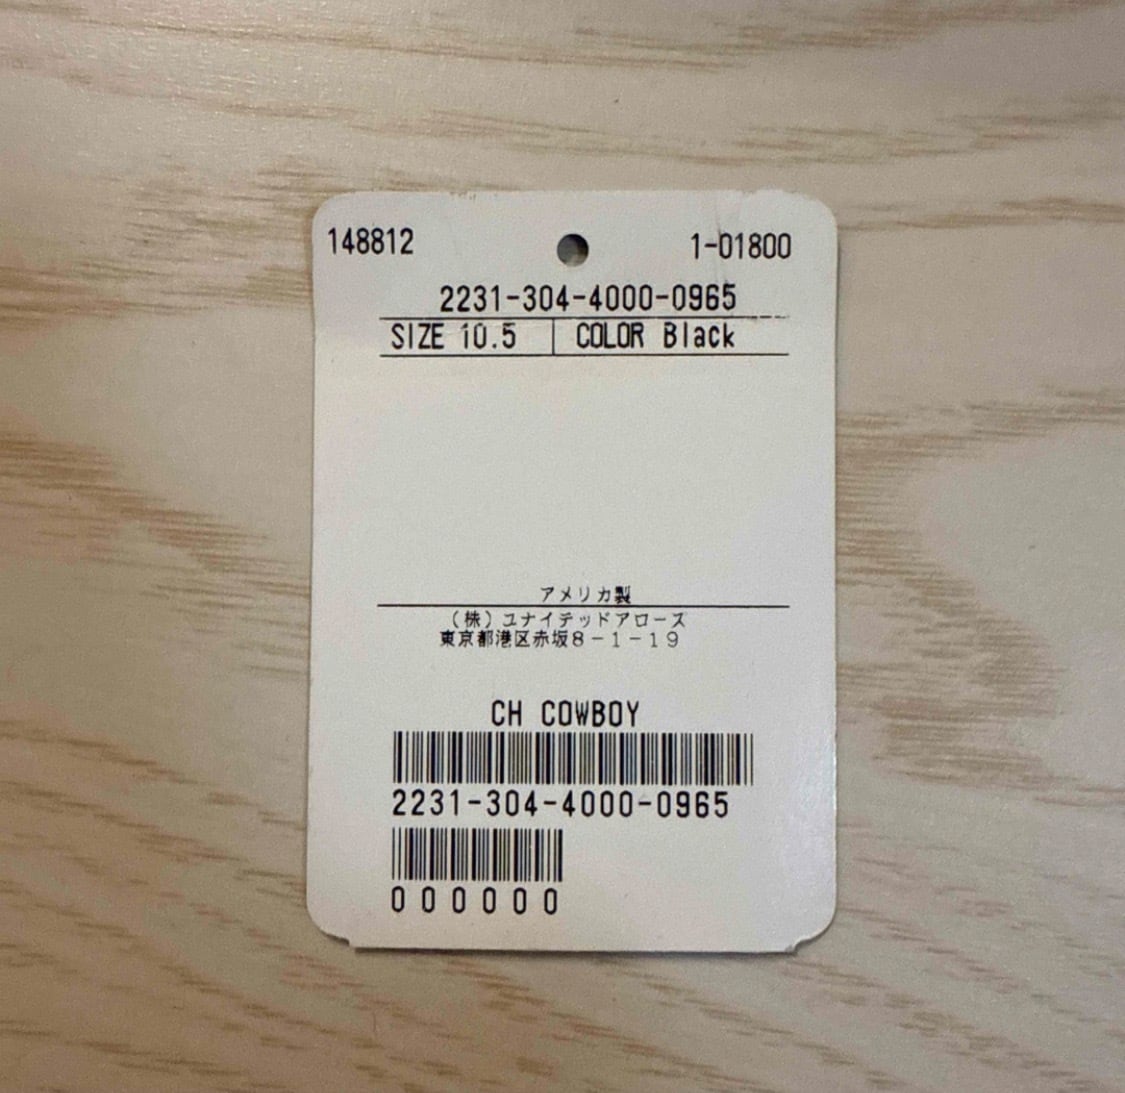 148812 1-01800
2231-304-4000-0965
SIZE 10.5 COLOR Black
アメリカ製
（株）ユナイテッドアローズ
東京都港区赤坂８－１－１９
CH COWBOY
2231-304-4000-0965
000000